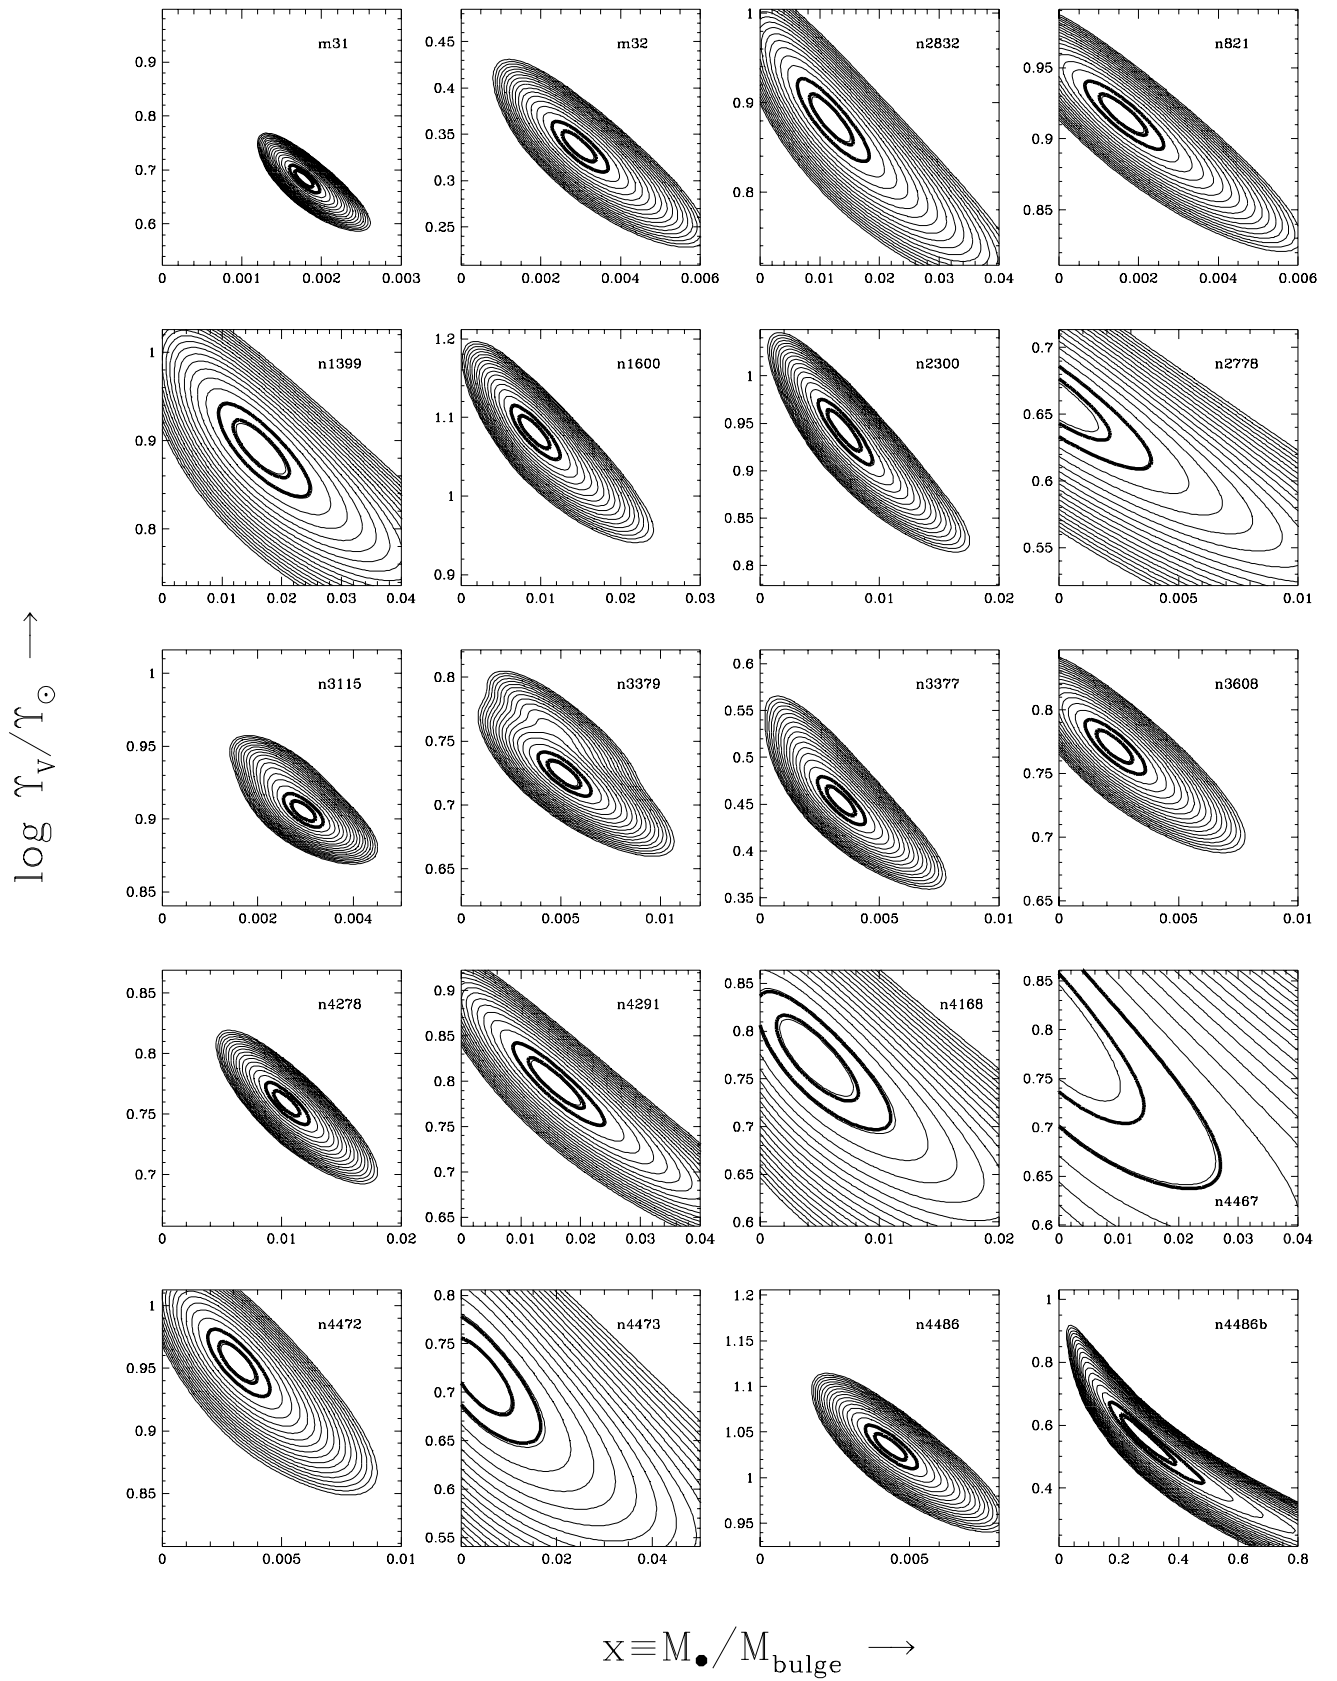 m31 m32 n2832 n821
0.9 0.8 0.7 0.6
0.45 0.4 0.35 0.3 0.25
1 0.9 0.8
0.95 0.9 0.85
0 0.001 0.002 0.003
0 0.002 0.004 0.006
0 0.01 0.02 0.03 0.04
0 0.002 0.004 0.006
n1399 n1600 n2300 n2778
1 0.9 0.8
1.2 1.1 1 0.9
1 0.95 0.9 0.85 0.8
0.7 0.65 0.6 0.55
0 0.01 0.02 0.03 0.04
0 0.01 0.02 0.03
0 0.01 0.02
0 0.005 0.01
n3115 n3379 n3377 n3608
1 0.95 0.9 0.85
0.8 0.75 0.7 0.65
0.6 0.55 0.5 0.45 0.4 0.35
0.8 0.75 0.7 0.65
0.002 0.004
0 0.005 0.01
0 0.005 0.01
0 0.005 0.01
n4278 n4291 n4168 n4467
0.85 0.8 0.75 0.7
0.9 0.85 0.8 0.75 0.7 0.65
0.85 0.8 0.75 0.7 0.65 0.6
0.85 0.8 0.75 0.7 0.65 0.6
0 0.01 0.02
0 0.01 0.02 0.03 0.04
0 0.01 0.02
0 0.01 0.02 0.03 0.04
n4472 n4473 n4486 n4486b
1 0.95 0.9 0.85
0.8 0.75 0.7 0.65 0.6 0.55
1.2 1.15 1.1 1.05 1 0.95
1 0.8 0.6 0.4
0 0.005 0.01
0 0.02 0.04
0 0.005
0 0.2 0.4 0.6 0.8
log ϒ_V/ϒ_⊙ →
x≡M_●/M_bulge →